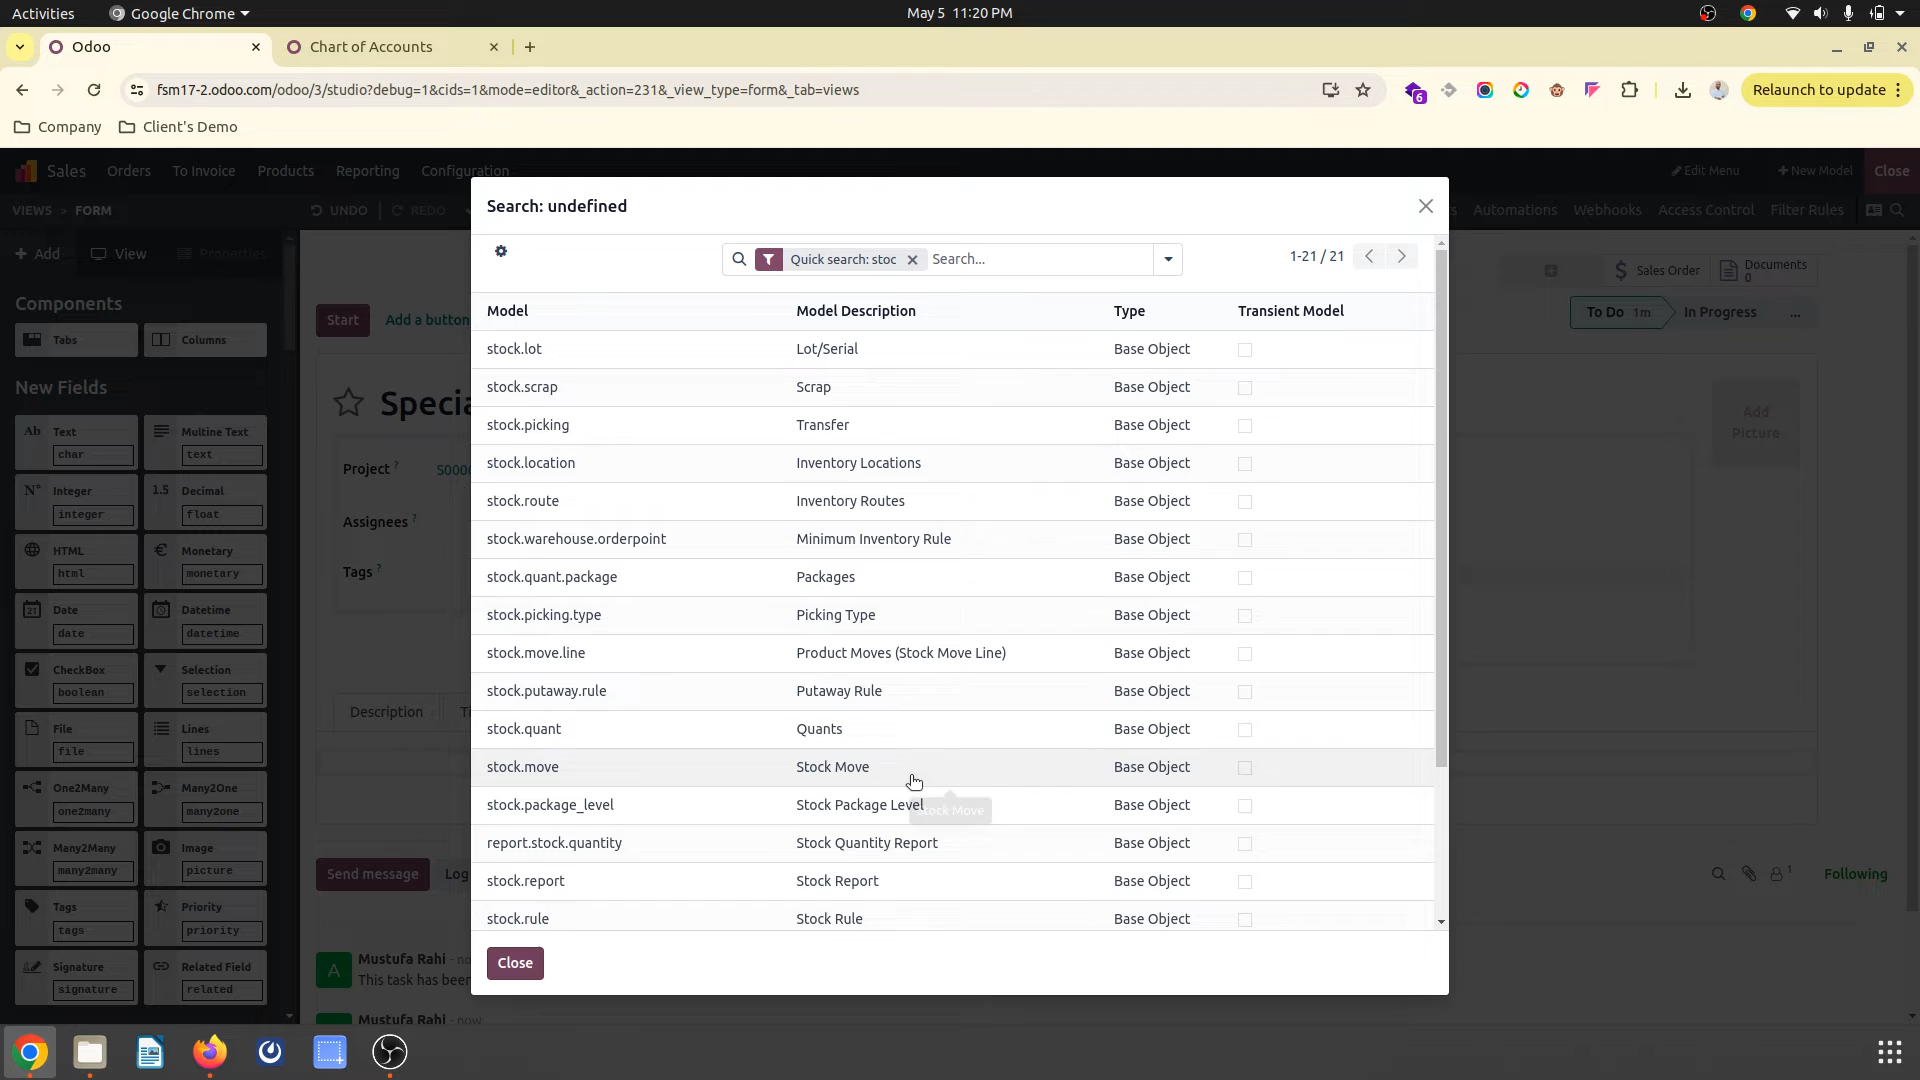 Activities
Google Chrome
May 5 11:20 PM
Odoo
Chart of Accounts
fsm17-2.odoo.com/odoo/3/studio?debug=1&cids=1&mode=editor&_action=231&_view_type=form&_tab=views
6
Relaunch to update
Company
Client's Demo
Sales
Orders
To Invoice
Products
Reporting
Configuration
Edit Menu
New Model
Close
VIEWS > FORM
UNDO
REDO
Automations
Webhooks
Access Control
Filter Rules
Search: undefined
Quick search: stoc
Search...
1-21 / 21
+ Add
View
Properties
Sales Order
Documents
0
Components
Tabs
Columns
Start
Add a button
To Do 1m
In Progress
...
New Fields
Specia
Add
Picture
Model
Model Description
Type
Transient Model
stock.lot
Lot/Serial
Base Object
stock.scrap
Scrap
Base Object
stock.picking
Transfer
Base Object
stock.location
Inventory Locations
Base Object
stock.route
Inventory Routes
Base Object
stock.warehouse.orderpoint
Minimum Inventory Rule
Base Object
stock.quant.package
Packages
Base Object
stock.picking.type
Picking Type
Base Object
stock.move.line
Product Moves (Stock Move Line)
Base Object
stock.putaway.rule
Putaway Rule
Base Object
stock.quant
Quants
Base Object
stock.move
Stock Move
Base Object
stock.package_level
Stock Package Level
Stock Move
Base Object
report.stock.quantity
Stock Quantity Report
Base Object
stock.report
Stock Report
Base Object
stock.rule
Stock Rule
Base Object
Close
Ab Text
char
Multine Text
text
N° Integer
integer
1.5 Decimal
float
HTML
html
Monetary
monetary
21 Date
date
Datetime
datetime
CheckBox
boolean
Selection
selection
File
file
Lines
lines
One2Many
one2many
Many2One
many2one
Many2Many
many2many
Image
picture
Tags
tags
Priority
priority
Signature
signature
Related Field
related
Project ?
Assignees ?
Tags ?
Description
Send message
Log
1
Following
A
Mustufa Rahi - no
This task has been
Mustufa Rahi - now